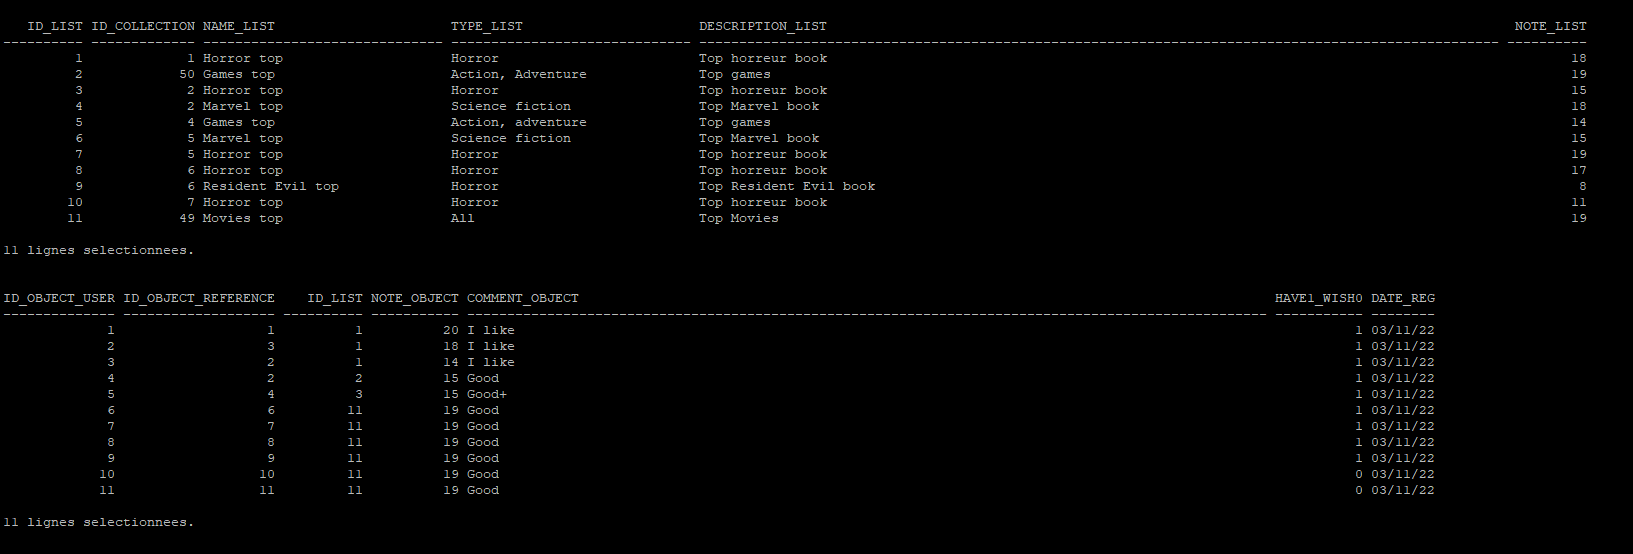 ID_LIST ID_COLLECTION NAME_LIST TYPE_LIST DESCRIPTION_LIST NOTE_LIST
---------- ------------- ------------------------------ ------------------------------ ---------------------------------------------------------------------------------------------------- ----------
1 1 Horror top Horror Top horreur book 18
2 50 Games top Action, Adventure Top games 19
3 2 Horror top Horror Top horreur book 15
4 2 Marvel top Science fiction Top Marvel book 18
5 4 Games top Action, adventure Top games 14
6 5 Marvel top Science fiction Top Marvel book 15
7 5 Horror top Horror Top horreur book 19
8 6 Horror top Horror Top horreur book 17
9 6 Resident Evil top Horror Top Resident Evil book 8
10 7 Horror top Horror Top horreur book 11
11 49 Movies top All Top Movies 19
11 lignes selectionnees.
ID_OBJECT_USER ID_OBJECT_REFERENCE ID_LIST NOTE_OBJECT COMMENT_OBJECT HAVE1_WISH0 DATE_REG
-------------- ------------------- ---------- ----------- ---------------------------------------------------------------------------------------------------- ----------- --------
1 1 1 20 I like 1 03/11/22
2 3 1 18 I like 1 03/11/22
3 2 1 14 I like 1 03/11/22
4 2 2 15 Good 1 03/11/22
5 4 3 15 Good+ 1 03/11/22
6 6 11 19 Good 1 03/11/22
7 7 11 19 Good 1 03/11/22
8 8 11 19 Good 1 03/11/22
9 9 11 19 Good 1 03/11/22
10 10 11 19 Good 0 03/11/22
11 11 11 19 Good 0 03/11/22
11 lignes selectionnees.